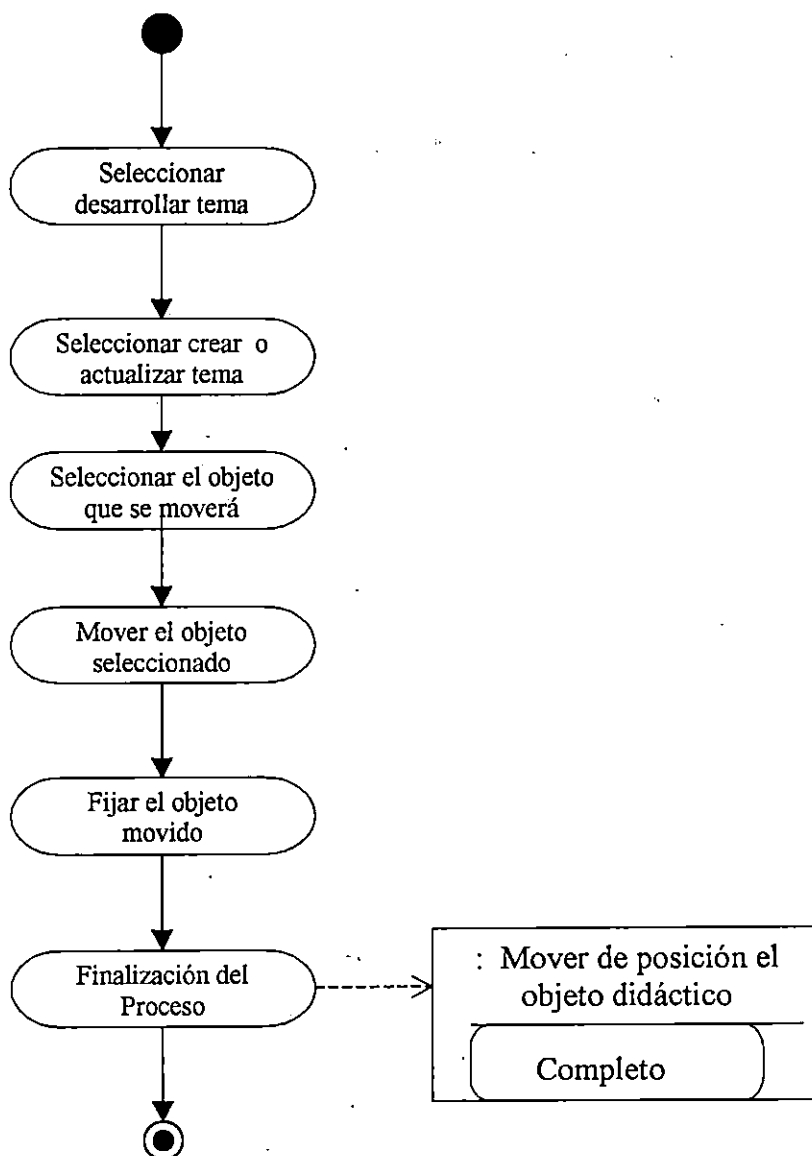 Seleccionar
desarrollar tema
Seleccionar crear o
actualizar tema
Seleccionar el objeto
que se moverá
Mover el objeto
seleccionado
Fijar el objeto
movido
Finalización del
Proceso
: Mover de posición el
objeto didáctico
Completo